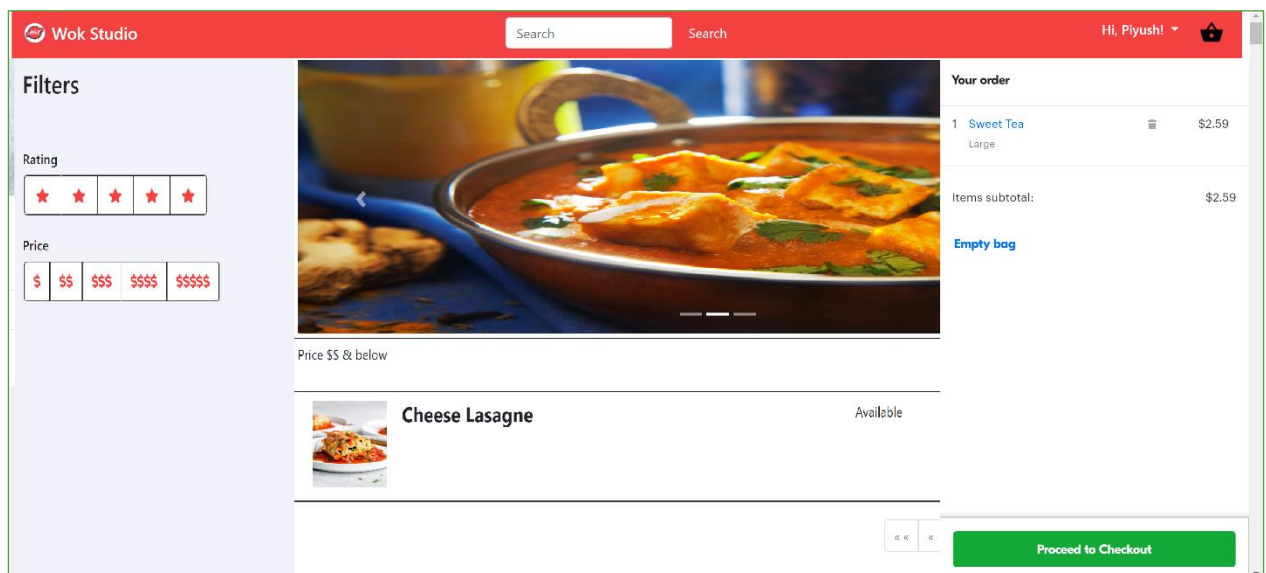 Wok Studio
Search
Search
Hi, Piyush!
Filters
Rating
Price
$ $$ $$$ $$$$ $$$$$
Price $$ & below
Cheese Lasagne
Available
« «
«
Your order
1 Sweet Tea $2.59
Large
Items subtotal: $2.59
Empty bag
Proceed to Checkout